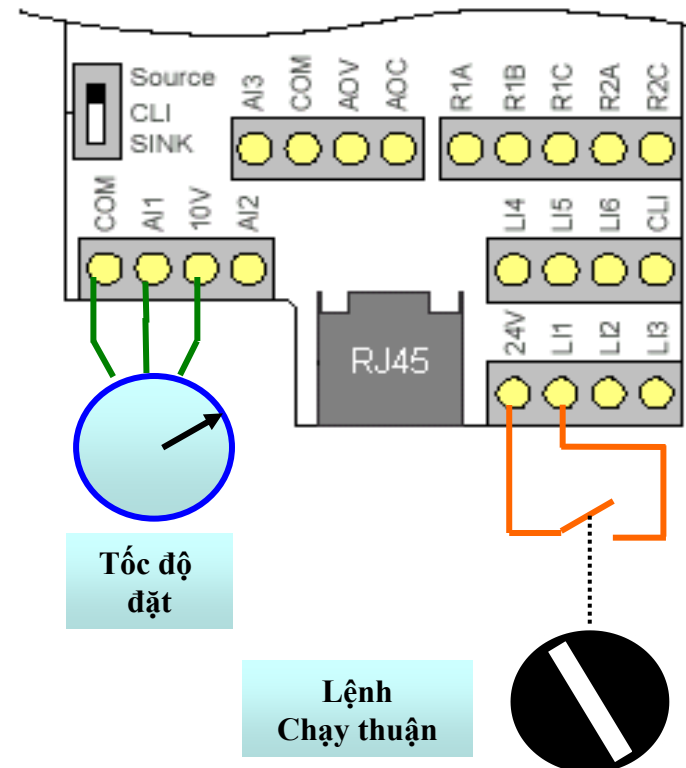 Source
CLI
SINK
AI3
COM
AOV
AOC
R1A
R1B
R1C
R2A
R2C
COM
AI1
10V
AI2
LI4
LI5
LI6
CLI
24V
LI1
LI2
LI3
RJ45
Tốc độ
đặt
Lệnh
Chạy thuận